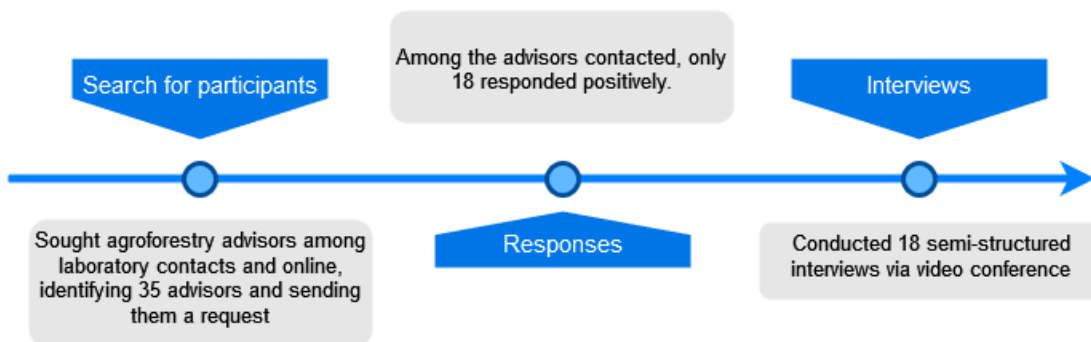 Search for participants
Sought agroforestry advisors among
laboratory contacts and online,
identifying 35 advisors and sending
them a request
Among the advisors contacted, only
18 responded positively.
Responses
Interviews
Conducted 18 semi-structured
interviews via video conference